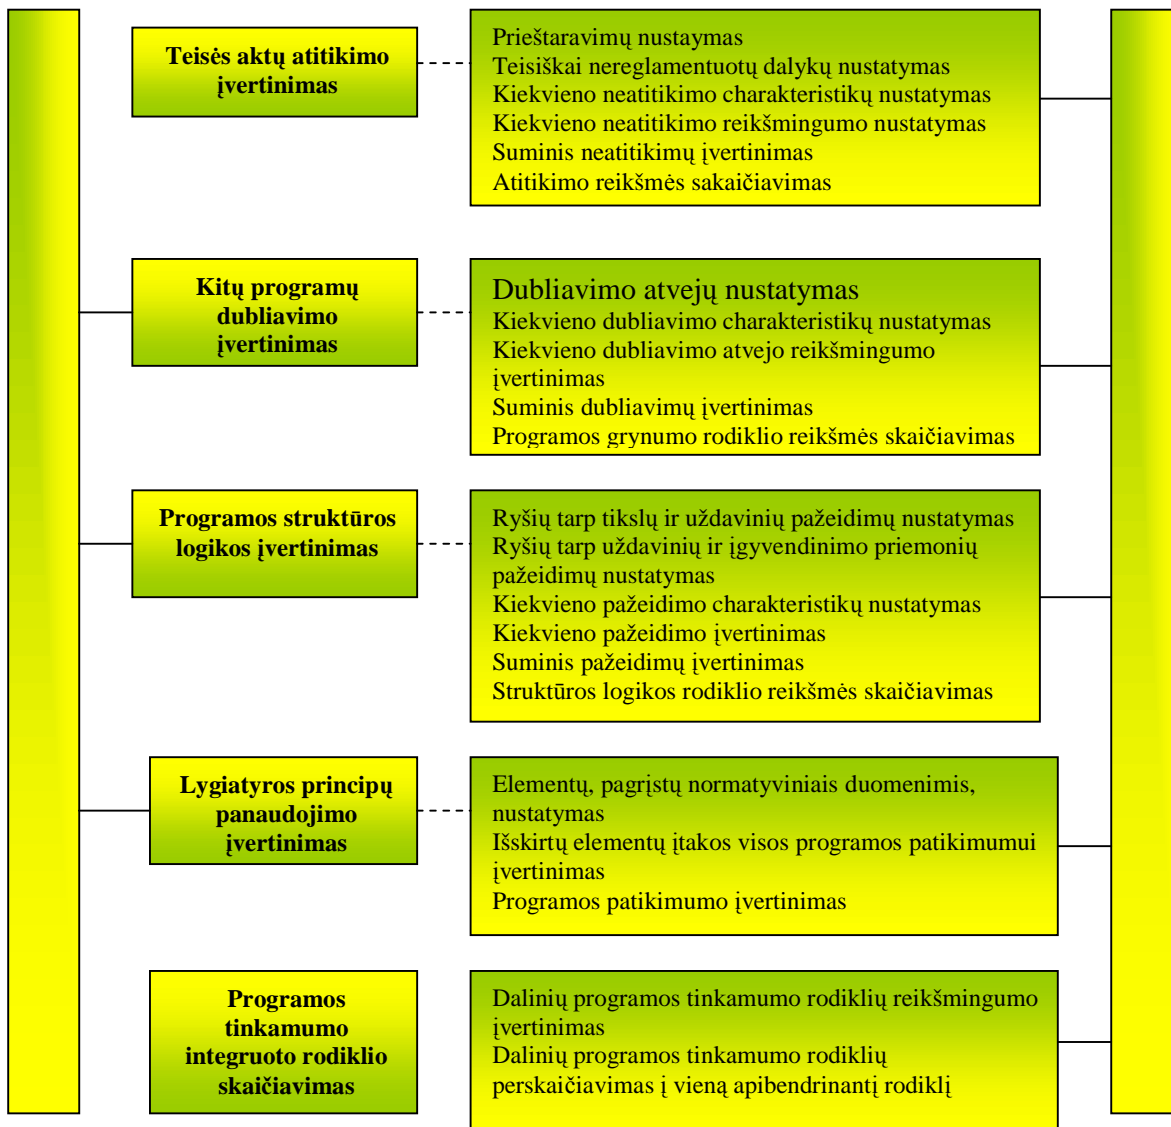 Teisės aktų atitikimo
įvertinimas
Prieštaravimų nustaymas
Teisiškai nereglamentuotų dalykų nustatymas
Kiekvieno neatitikimo charakteristikų nustatymas
Kiekvieno neatitikimo reikšmingumo nustatymas
Suminis neatitikimų įvertinimas
Atitikimo reikšmės sakaičiavimas
Kitų programų
dubliavimo
įvertinimas
Dubliavimo atvejų nustatymas
Kiekvieno dubliavimo charakteristikų nustatymas
Kiekvieno dubliavimo atvejo reikšmingumo
įvertinimas
Suminis dubliavimų įvertinimas
Programos grynumo rodiklio reikšmės skaičiavimas
Programos struktūros
logikos įvertinimas
Ryšių tarp tikslų ir uždavinių pažeidimų nustatymas
Ryšių tarp uždavinių ir įgyvendinimo priemonių
pažeidimų nustatymas
Kiekvieno pažeidimo charakteristikų nustatymas
Kiekvieno pažeidimo įvertinimas
Suminis pažeidimų įvertinimas
Struktūros logikos rodiklio reikšmės skaičiavimas
Lygiatyros principų
panaudojimo
įvertinimas
Elementų, pagrįstų normatyviniais duomenimis,
nustatymas
Išskirtų elementų įtakos visos programos patikimumui
įvertinimas
Programos patikimumo įvertinimas
Programos
tinkamumo
integruoto rodiklio
skaičiavimas
Dalinių programos tinkamumo rodiklių reikšmingumo
įvertinimas
Dalinių programos tinkamumo rodiklių
perskaičiavimas į vieną apibendrinantį rodiklį